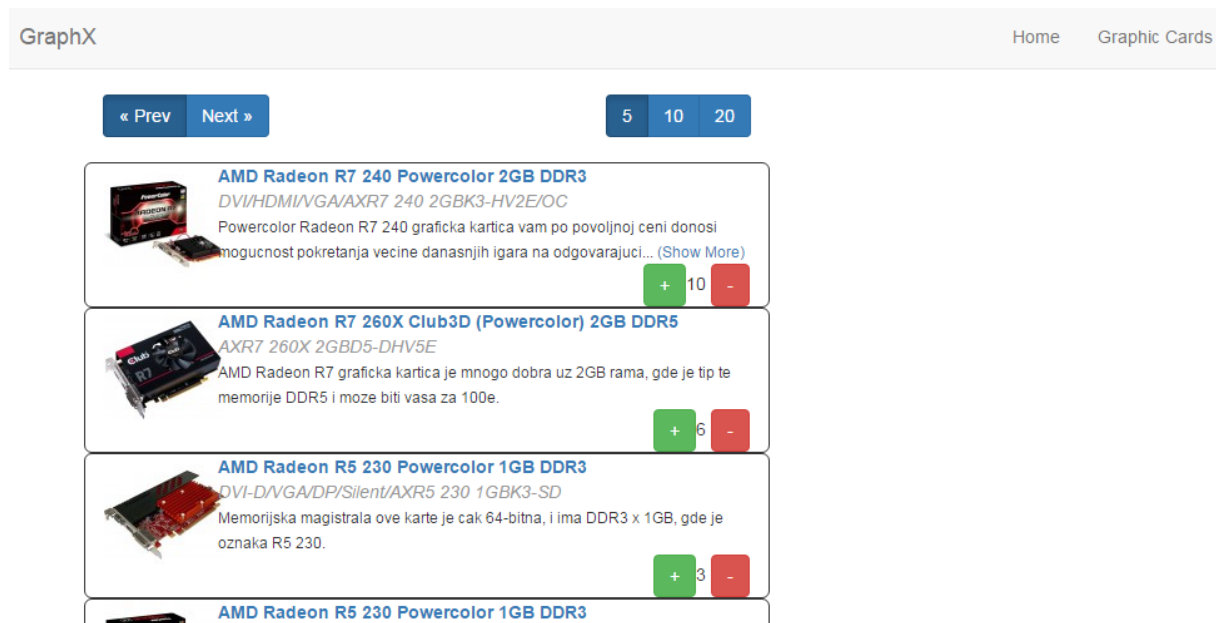 GraphX
Home Graphic Cards
« Prev Next »
5 10 20
AMD Radeon R7 240 Powercolor 2GB DDR3
DVI/HDMI/VGA/AXR7 240 2GBK3-HV2E/OC
Powercolor Radeon R7 240 graficka kartica vam po povoljnoj ceni donosi
mogucnost pokretanja vecine danasnjih igara na odgovarajuci... (Show More)
+ 10 -
AMD Radeon R7 260X Club3D (Powercolor) 2GB DDR5
AXR7 260X 2GBD5-DHV5E
AMD Radeon R7 graficka kartica je mnogo dobra uz 2GB rama, gde je tip te
memorije DDR5 i moze biti vasa za 100e.
+ 6 -
AMD Radeon R5 230 Powercolor 1GB DDR3
DVI-D/VGA/DP/Silent/AXR5 230 1GBK3-SD
Memorijska magistrala ove karte je cak 64-bitna, i ima DDR3 x 1GB, gde je
oznaka R5 230.
+ 3 -
AMD Radeon R5 230 Powercolor 1GB DDR3